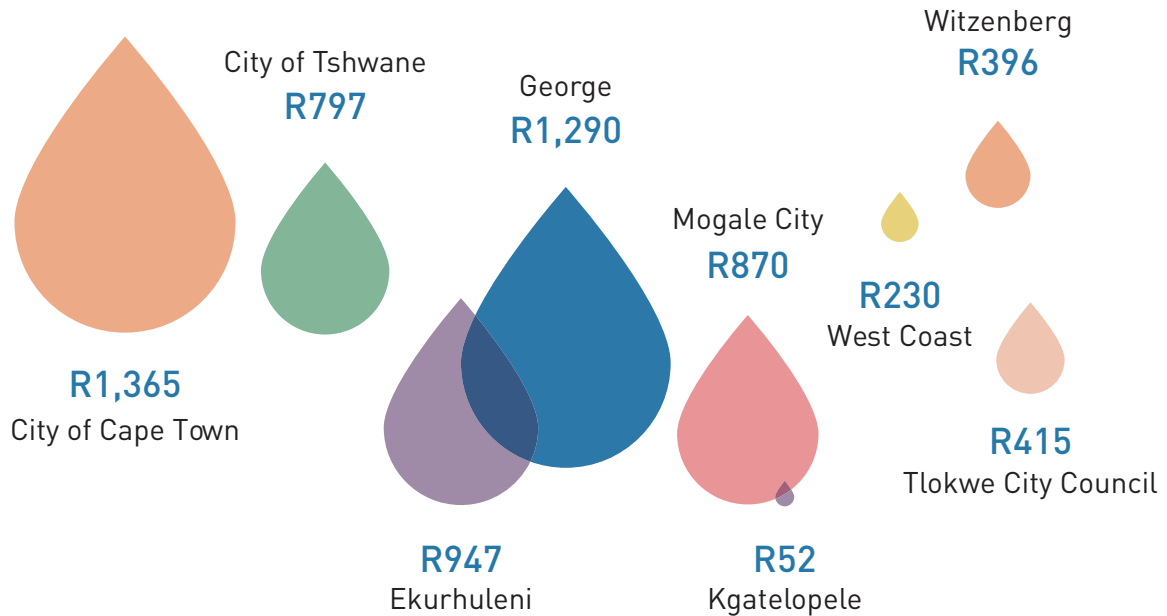 R1,365
City of Cape Town
City of Tshwane
R797
George
R1,290
R947
Ekurhuleni
Mogale City
R870
R52
Kgatelopele
R230
West Coast
Witzenberg
R396
R415
Tlokwe City Council